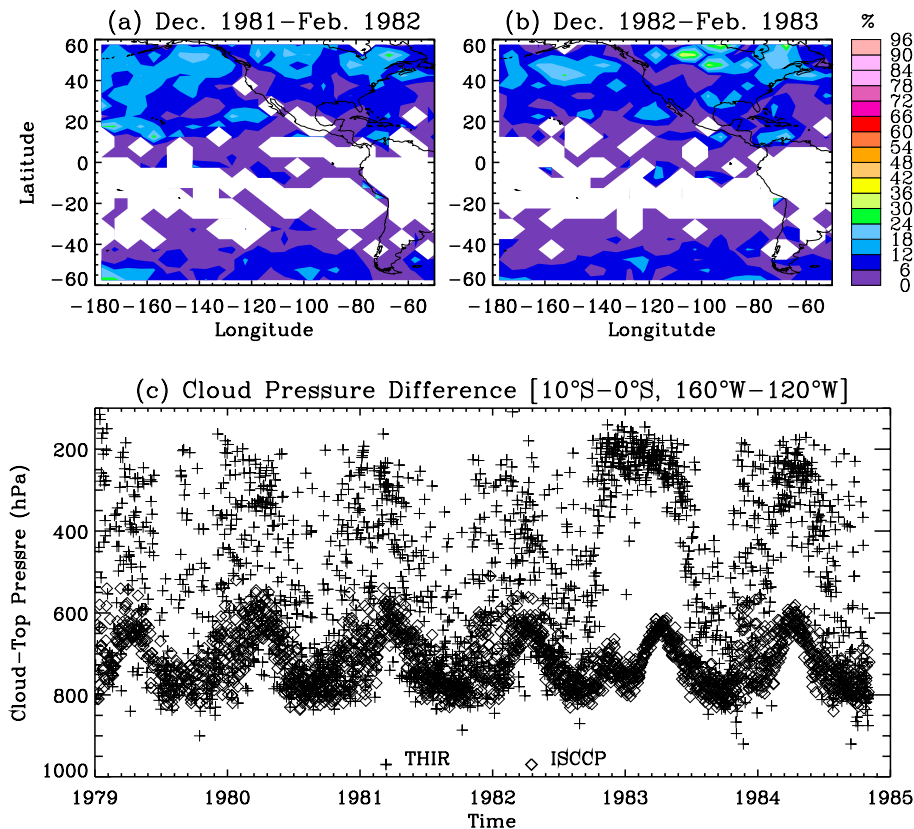 (a) Dec. 1981−Feb. 1982
(b) Dec. 1982−Feb. 1983
%
60
40
20
0
−20
−40
−60
Latitude
−180 −160 −140 −120 −100 −80 −60
Longitude
60
40
20
0
−20
−40
−60
−180 −160 −140 −120 −100 −80 −60
Longitutde
96
90
84
78
72
66
60
54
48
42
36
30
24
18
12
6
0
(c) Cloud Pressure Difference [10°S−0°S, 160°W−120°W]
Cloud−Top Pressre (hPa)
200
400
600
800
1000
THIR
ISCCP
1979 1980 1981 1982 1983 1984 1985
Time